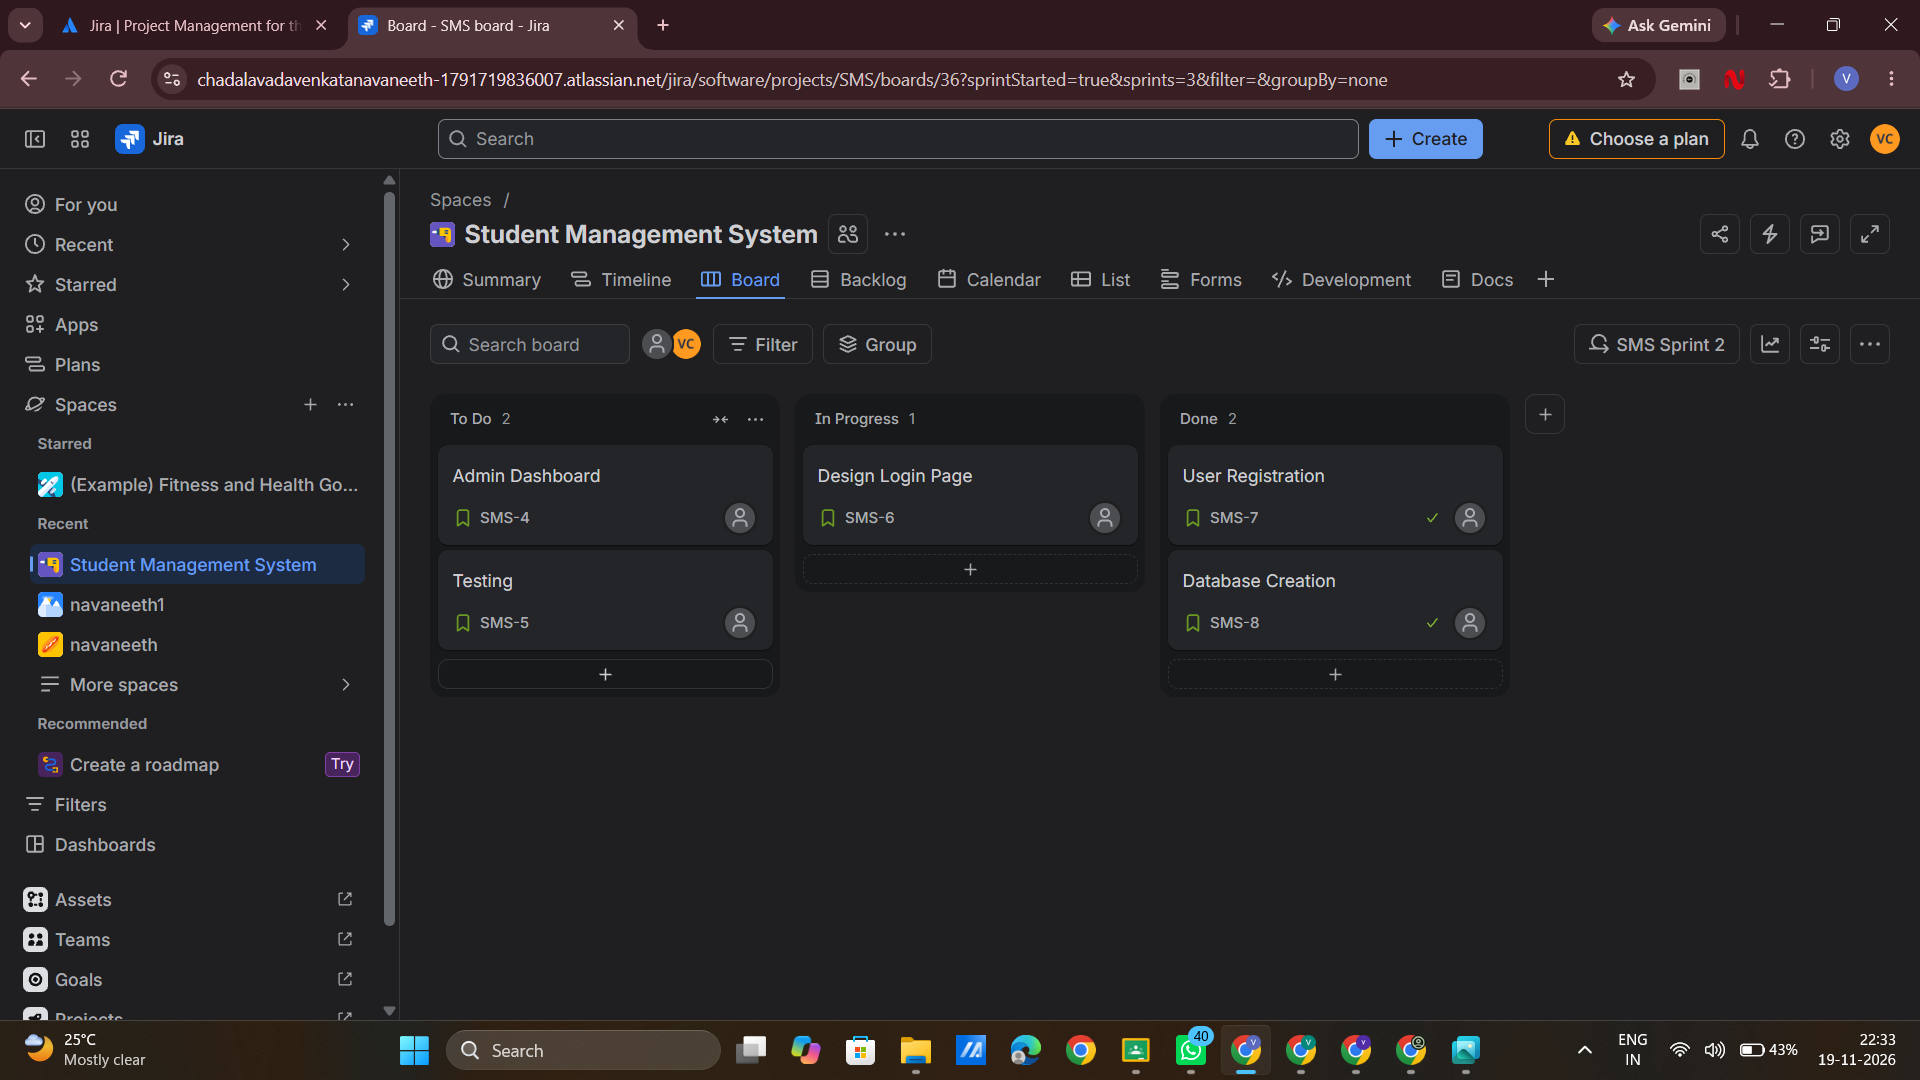 Jira | Project Management for th
Board - SMS board - Jira
Ask Gemini
chadalavadavenkatanavaneeth-1791719836007.atlassian.net/jira/software/projects/SMS/boards/36?sprintStarted=true&sprints=3&filter=&groupBy=none
V
Jira
Search
Create
Choose a plan
VC
For you
Recent
Starred
Apps
Plans
Spaces
Starred
(Example) Fitness and Health Go...
Recent
Student Management System
navaneeth1
navaneeth
More spaces
Recommended
Create a roadmap
Try
Filters
Dashboards
Assets
Teams
Goals
Projects
Spaces /
Student Management System
Summary
Timeline
Board
Backlog
Calendar
List
Forms
Development
Docs
Search board
VC
Filter
Group
SMS Sprint 2
To Do 2
Admin Dashboard
SMS-4
Testing
SMS-5
In Progress 1
Design Login Page
SMS-6
Done 2
User Registration
SMS-7
Database Creation
SMS-8
25°C
Mostly clear
Search
40
V
V
V
ENG
IN
43%
22:33
19-11-2026